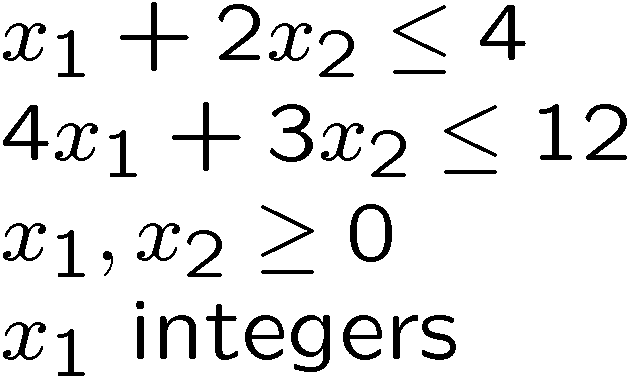 x₁ + 2x₂ ≤ 4
4x₁ + 3x₂ ≤ 12
x₁, x₂ ≥ 0
x₁ integers